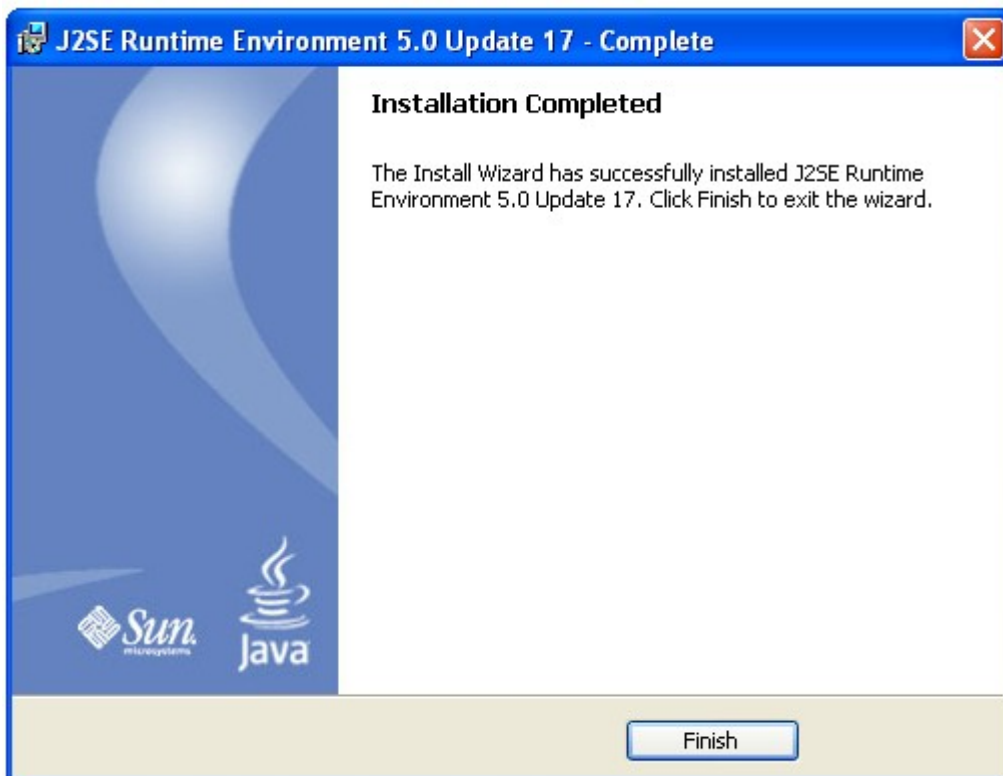 J2SE Runtime Environment 5.0 Update 17 - Complete
Installation Completed
The Install Wizard has successfully installed J2SE Runtime
Environment 5.0 Update 17. Click Finish to exit the wizard.
Sun
microsystems
Java
Finish